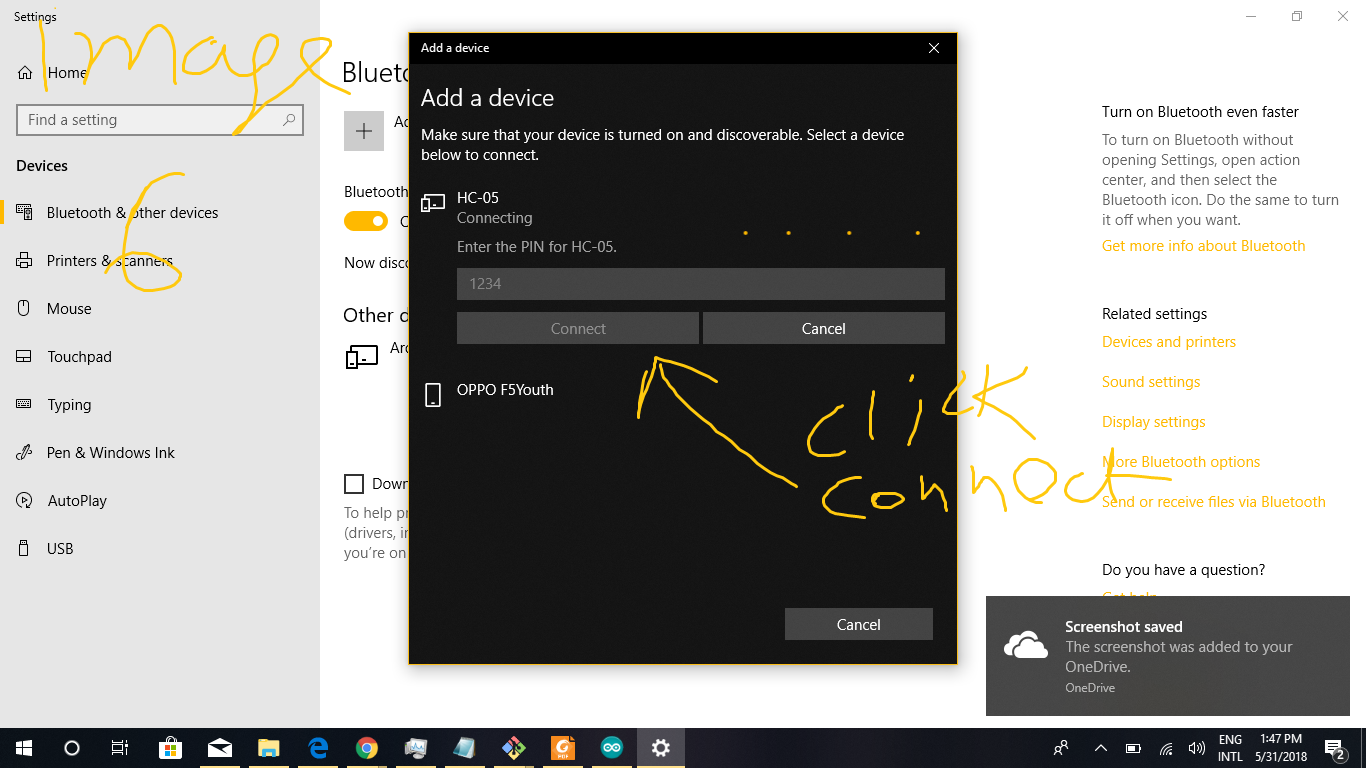 Settings
image
6
Home
Find a setting
Devices
Bluetooth & other devices
Printers & scanners
Mouse
Touchpad
Typing
Pen & Windows Ink
AutoPlay
USB
Bluetooth
Now disco
Other d
Down
To help pr
(drivers, in
you're on
Add a device
Add a device
Make sure that your device is turned on and discoverable. Select a device
below to connect.
HC-05
Connecting
Enter the PIN for HC-05.
1234
Connect
Cancel
OPPO F5Youth
click
connect
Cancel
Turn on Bluetooth even faster
To turn on Bluetooth without
opening Settings, open action
center, and then select the
Bluetooth icon. Do the same to turn
it off when you want.
Get more info about Bluetooth
Related settings
Devices and printers
Sound settings
Display settings
More Bluetooth options
Send or receive files via Bluetooth
Do you have a question?
Get help
Screenshot saved
The screenshot was added to your
OneDrive.
OneDrive
ENG
INTL
1:47 PM
5/31/2018
2